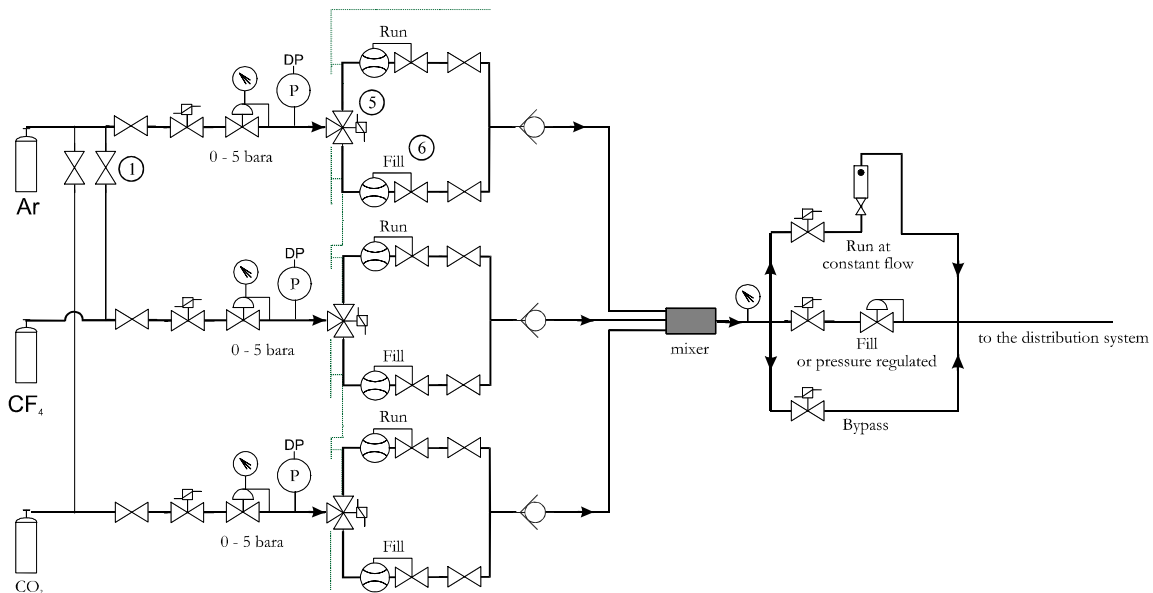 Run
DP
P
5
0 - 5 bara
6
Fill
1
Ar
Run
DP
P
0 - 5 bara
Fill
CF4
Run at
constant flow
mixer
Fill
or pressure regulated
to the distribution system
Bypass
Run
DP
P
0 - 5 bara
Fill